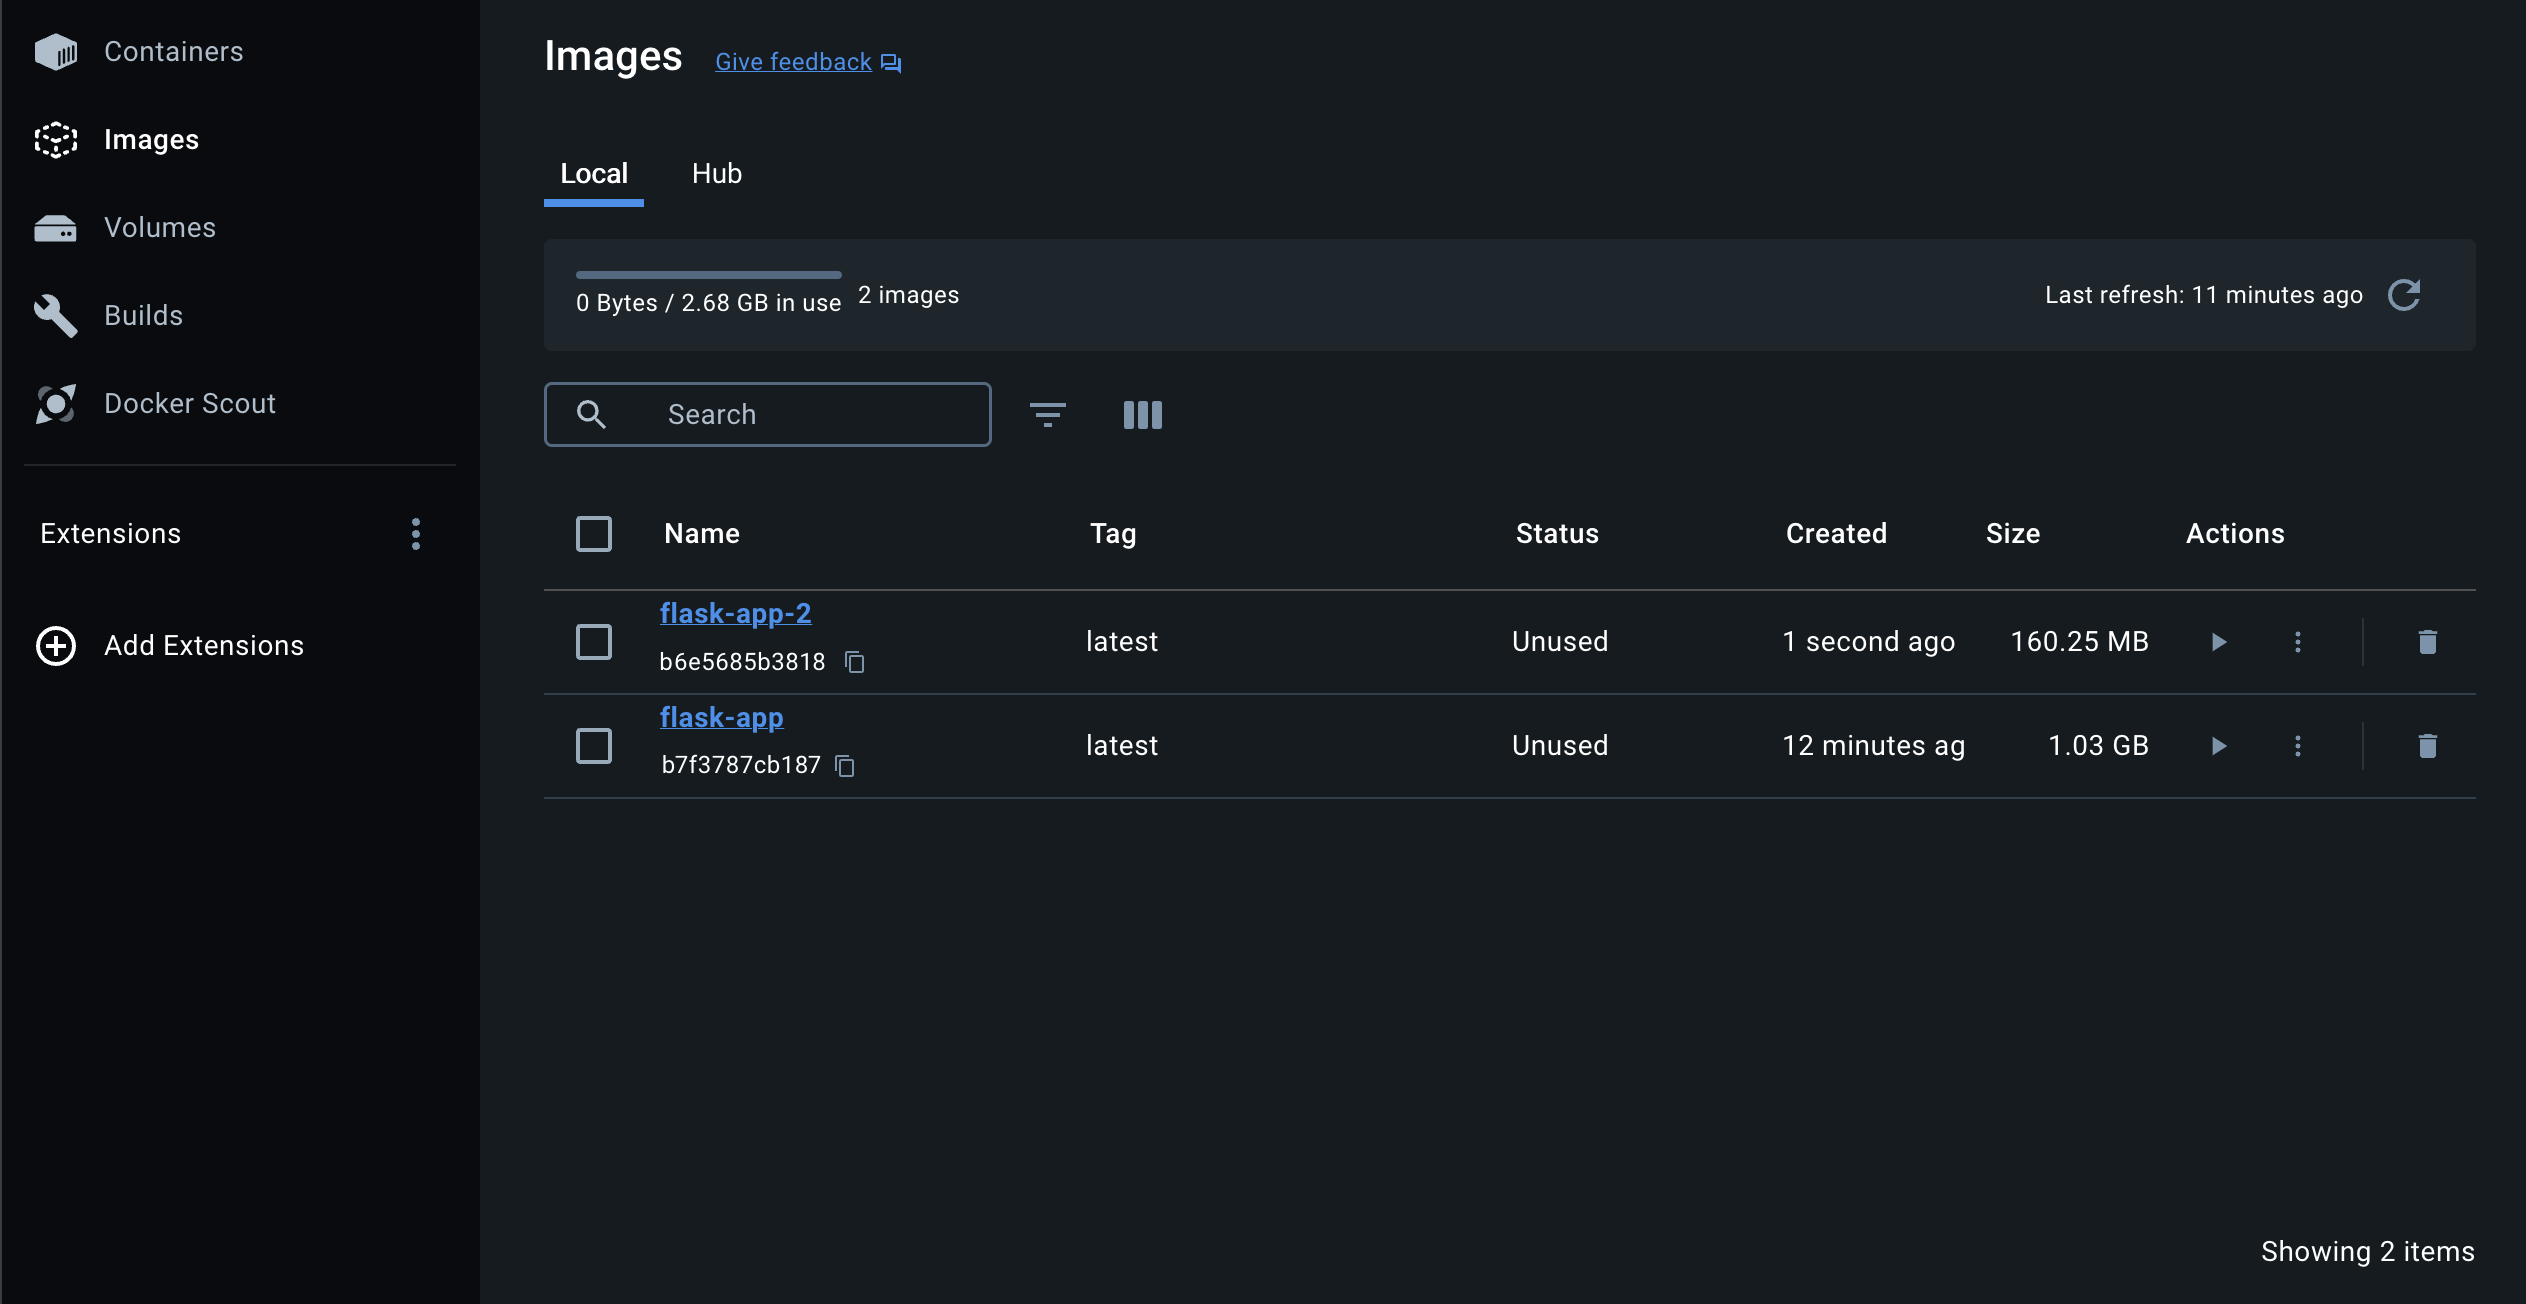 Containers
Images
Volumes
Builds
Docker Scout
Extensions
Add Extensions
Images Give feedback
Local Hub
0 Bytes / 2.68 GB in use 2 images Last refresh: 11 minutes ago
Search
Name Tag Status Created Size Actions
flask-app-2
b6e5685b3818 latest Unused 1 second ago 160.25 MB
flask-app
b7f3787cb187 latest Unused 12 minutes ag 1.03 GB
Showing 2 items